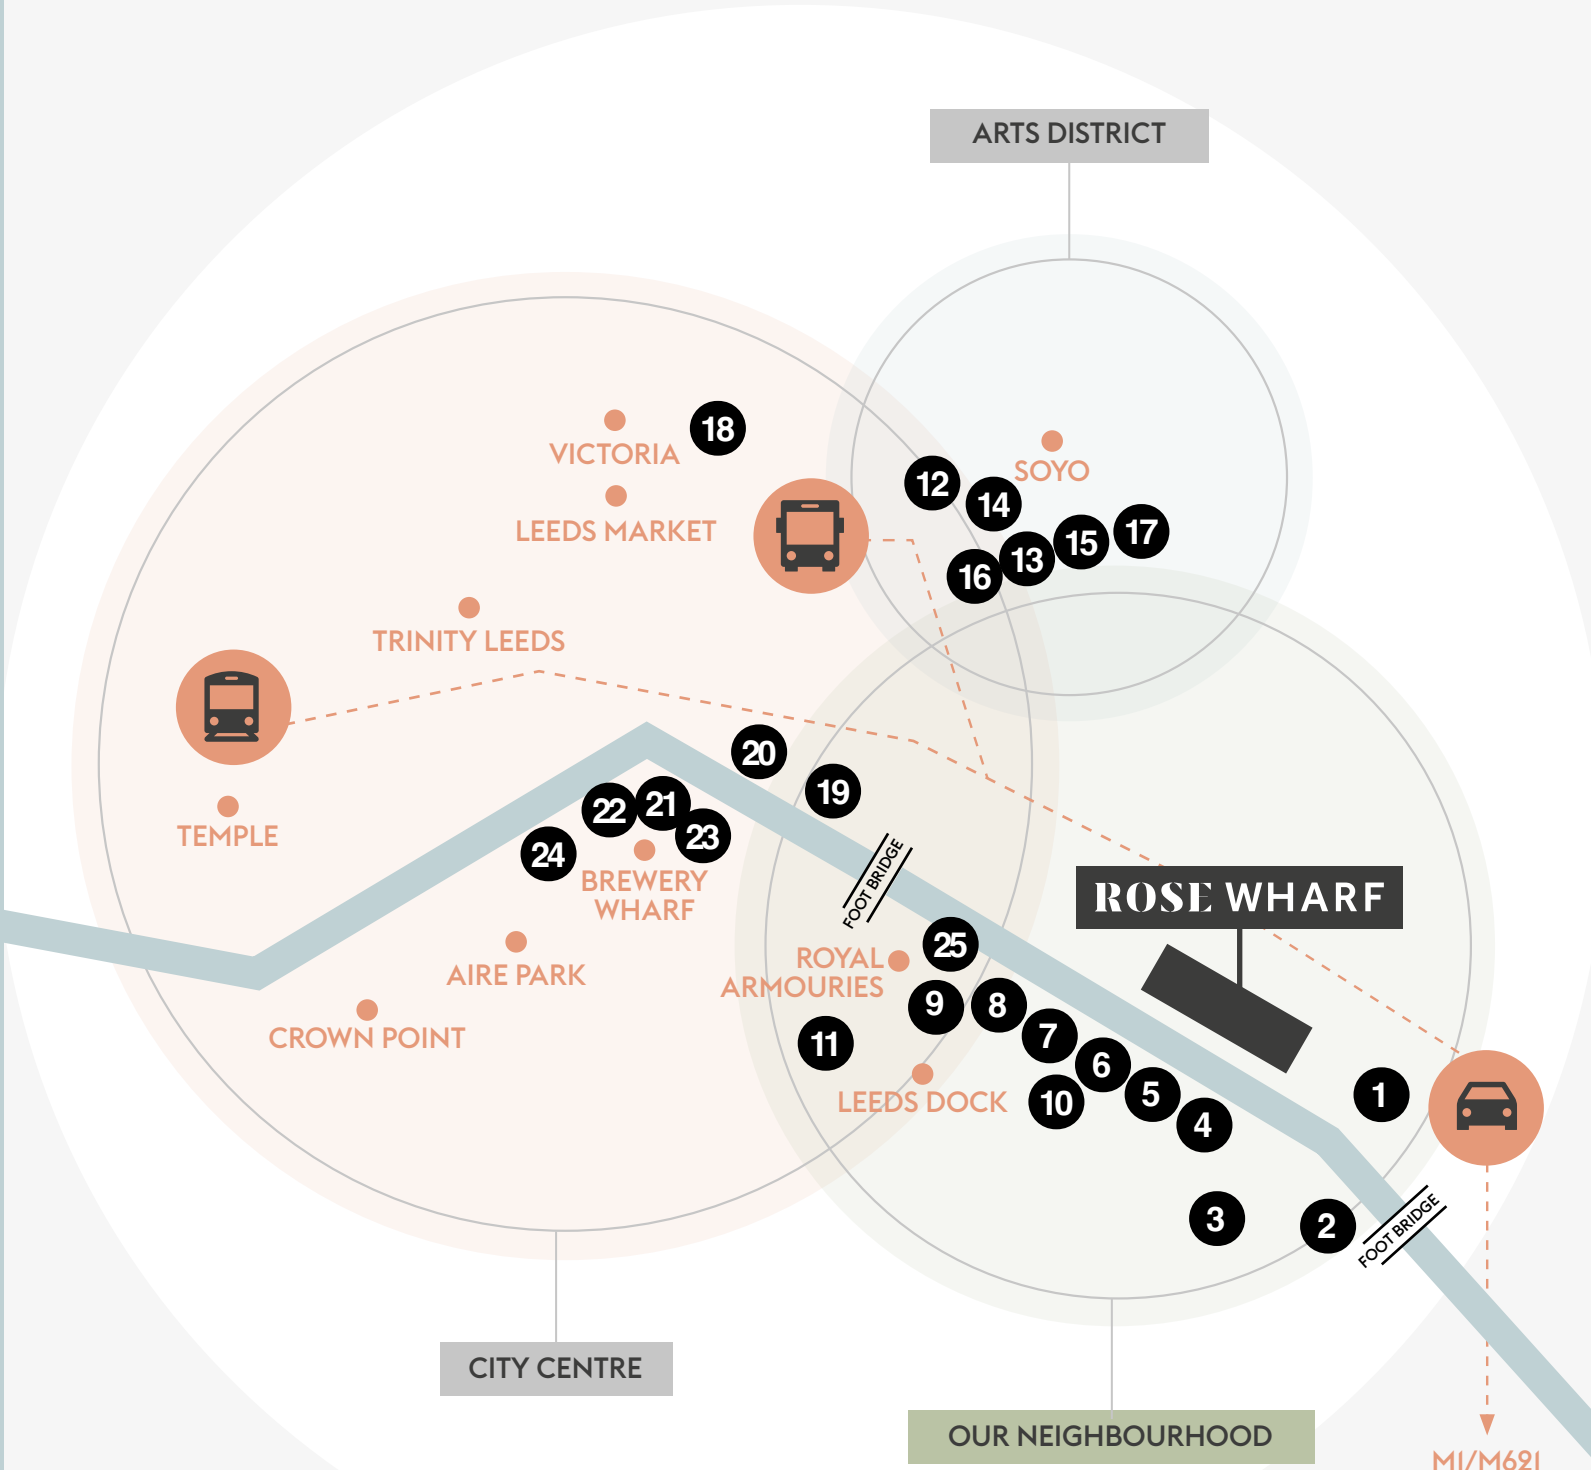 ARTS DISTRICT
VICTORIA
18
LEEDS MARKET
SOYO
12
14
17
15
13
16
TRINITY LEEDS
TEMPLE
20
19
22
21
23
24
BREWERY
WHARF
FOOT BRIDGE
ROSE WHARF
AIRE PARK
CROWN POINT
ROYAL
ARMOURIES
25
9
8
7
11
6
LEEDS DOCK
10
5
4
1
3
2
FOOT BRIDGE
CITY CENTRE
OUR NEIGHBOURHOOD
M1/M621